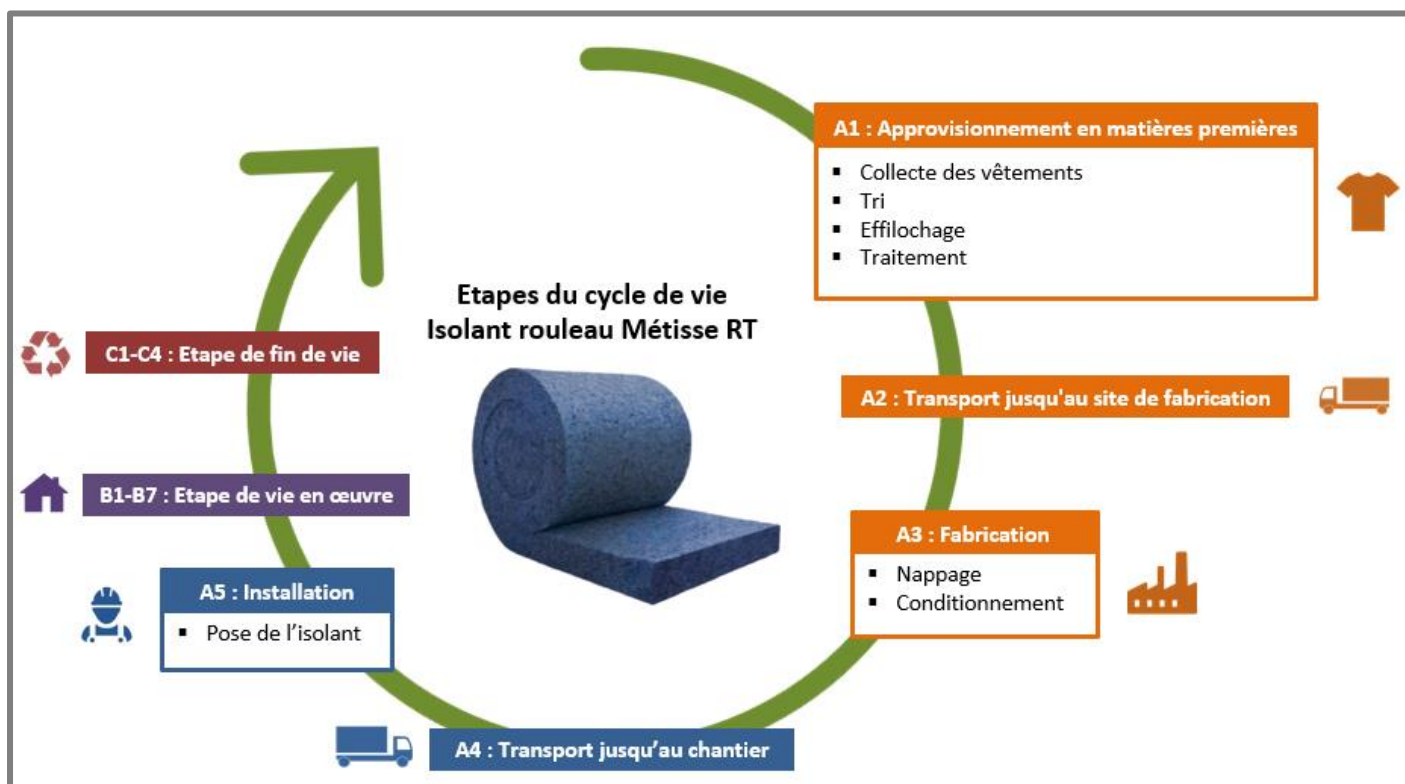 A1 : Approvisionnement en matières premières
▪ Collecte des vêtements
▪ Tri
▪ Effilochage
▪ Traitement
Etapes du cycle de vie
Isolant rouleau Métisse RT
A2 : Transport jusqu'au site de fabrication
A3 : Fabrication
▪ Nappage
▪ Conditionnement
A4 : Transport jusqu’au chantier
A5 : Installation
▪ Pose de l’isolant
B1-B7 : Etape de vie en œuvre
C1-C4 : Etape de fin de vie